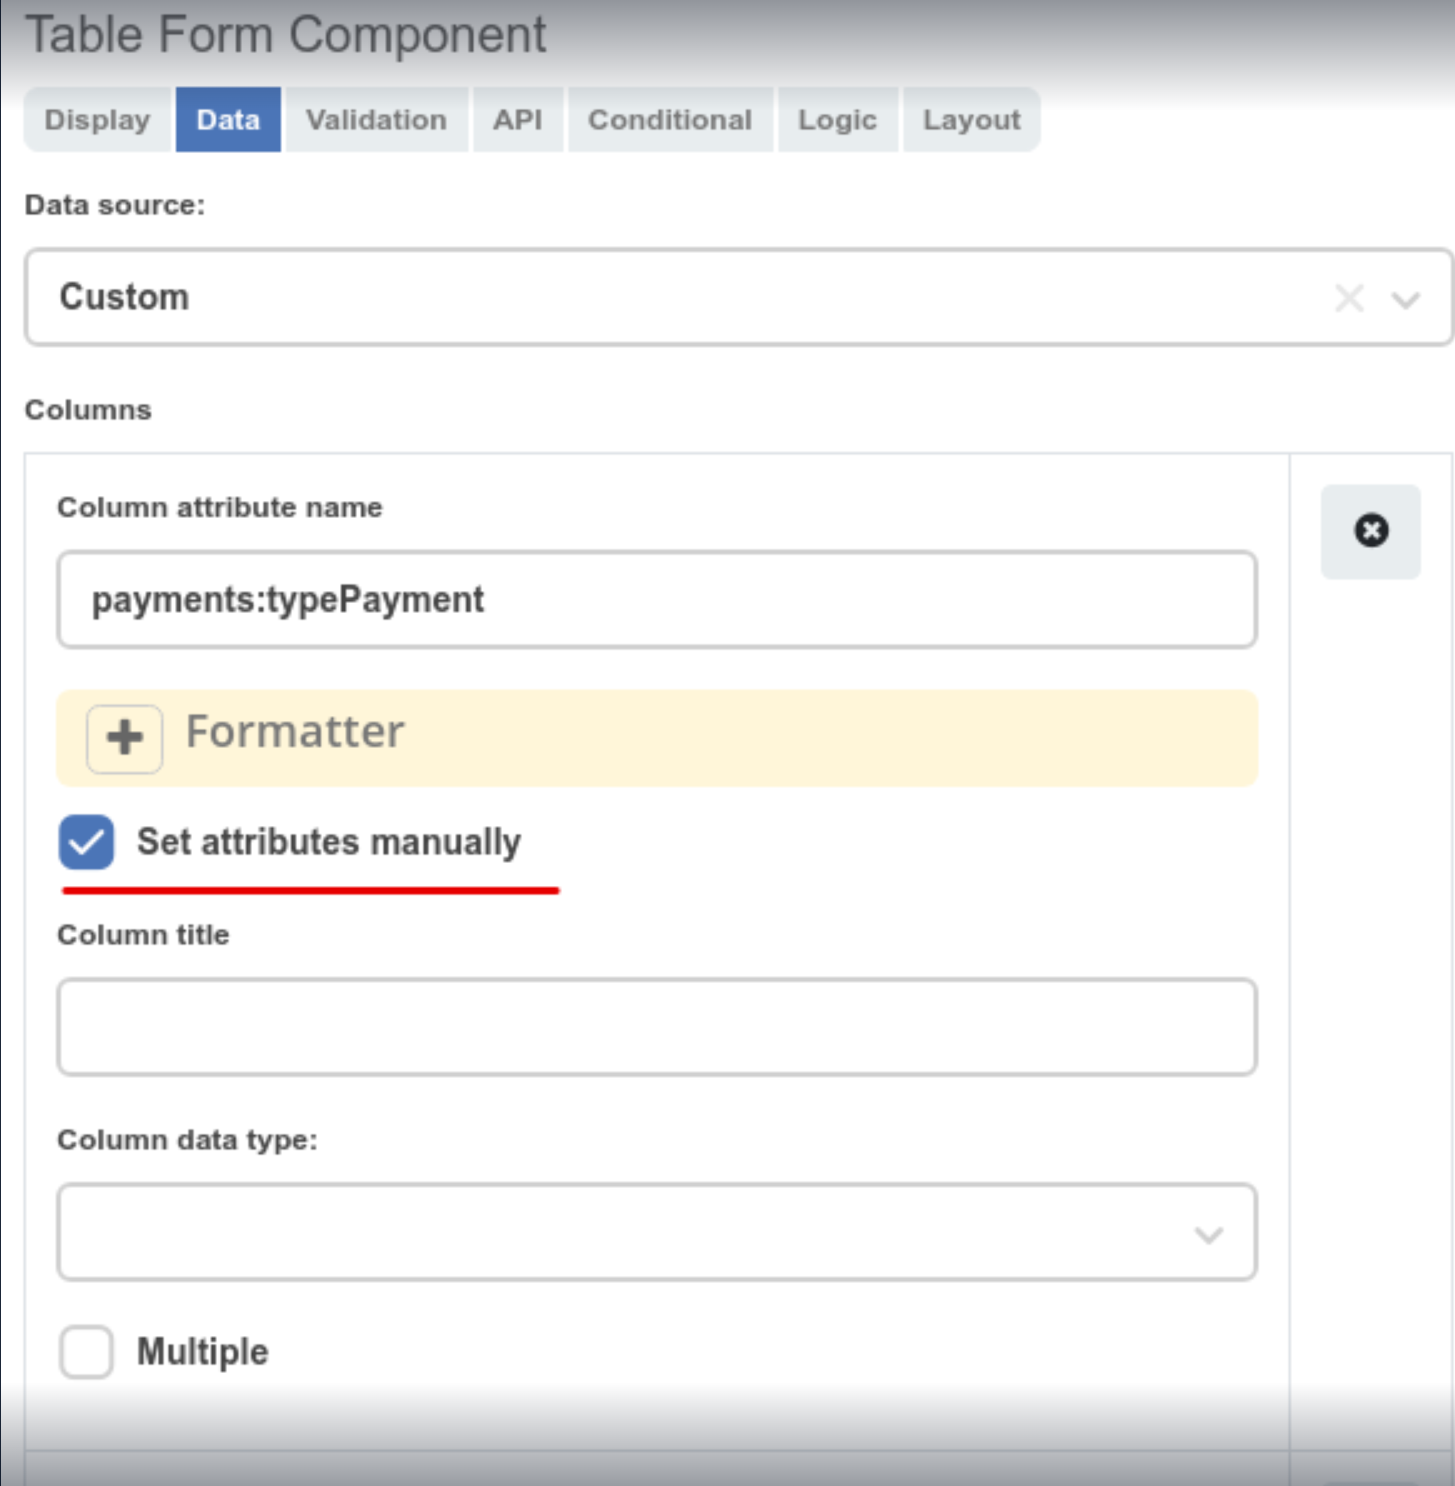 Table Form Component
Display Data Validation API Conditional Logic Layout
Data source:
Custom
Columns
Column attribute name
payments:typePayment
Formatter
Set attributes manually
Column title
Column data type:
Multiple